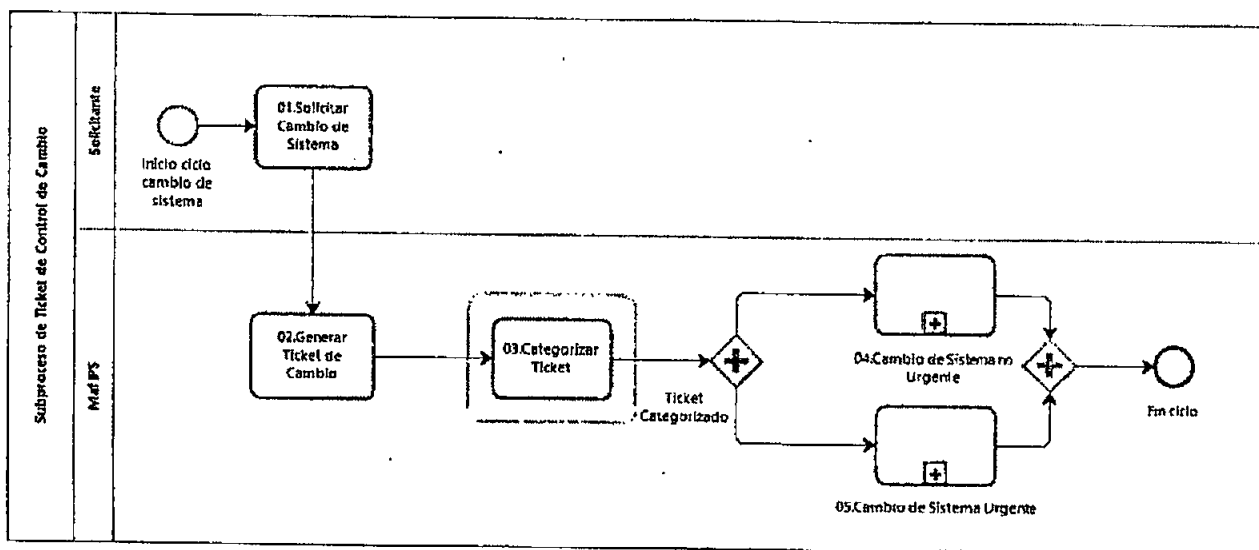 Subproceso de Ticket de Control de Cambio
Solicitante
Inicio ciclo
cambio de
sistema
01.Solicitar
Cambio de
Sistema
02.Generar
Ticket de
Cambio
03.Categorizar
Ticket
Ticket
Categorizado
04.Cambio de Sistema no
Urgente
05.Cambio de Sistema Urgente
Fin ciclo